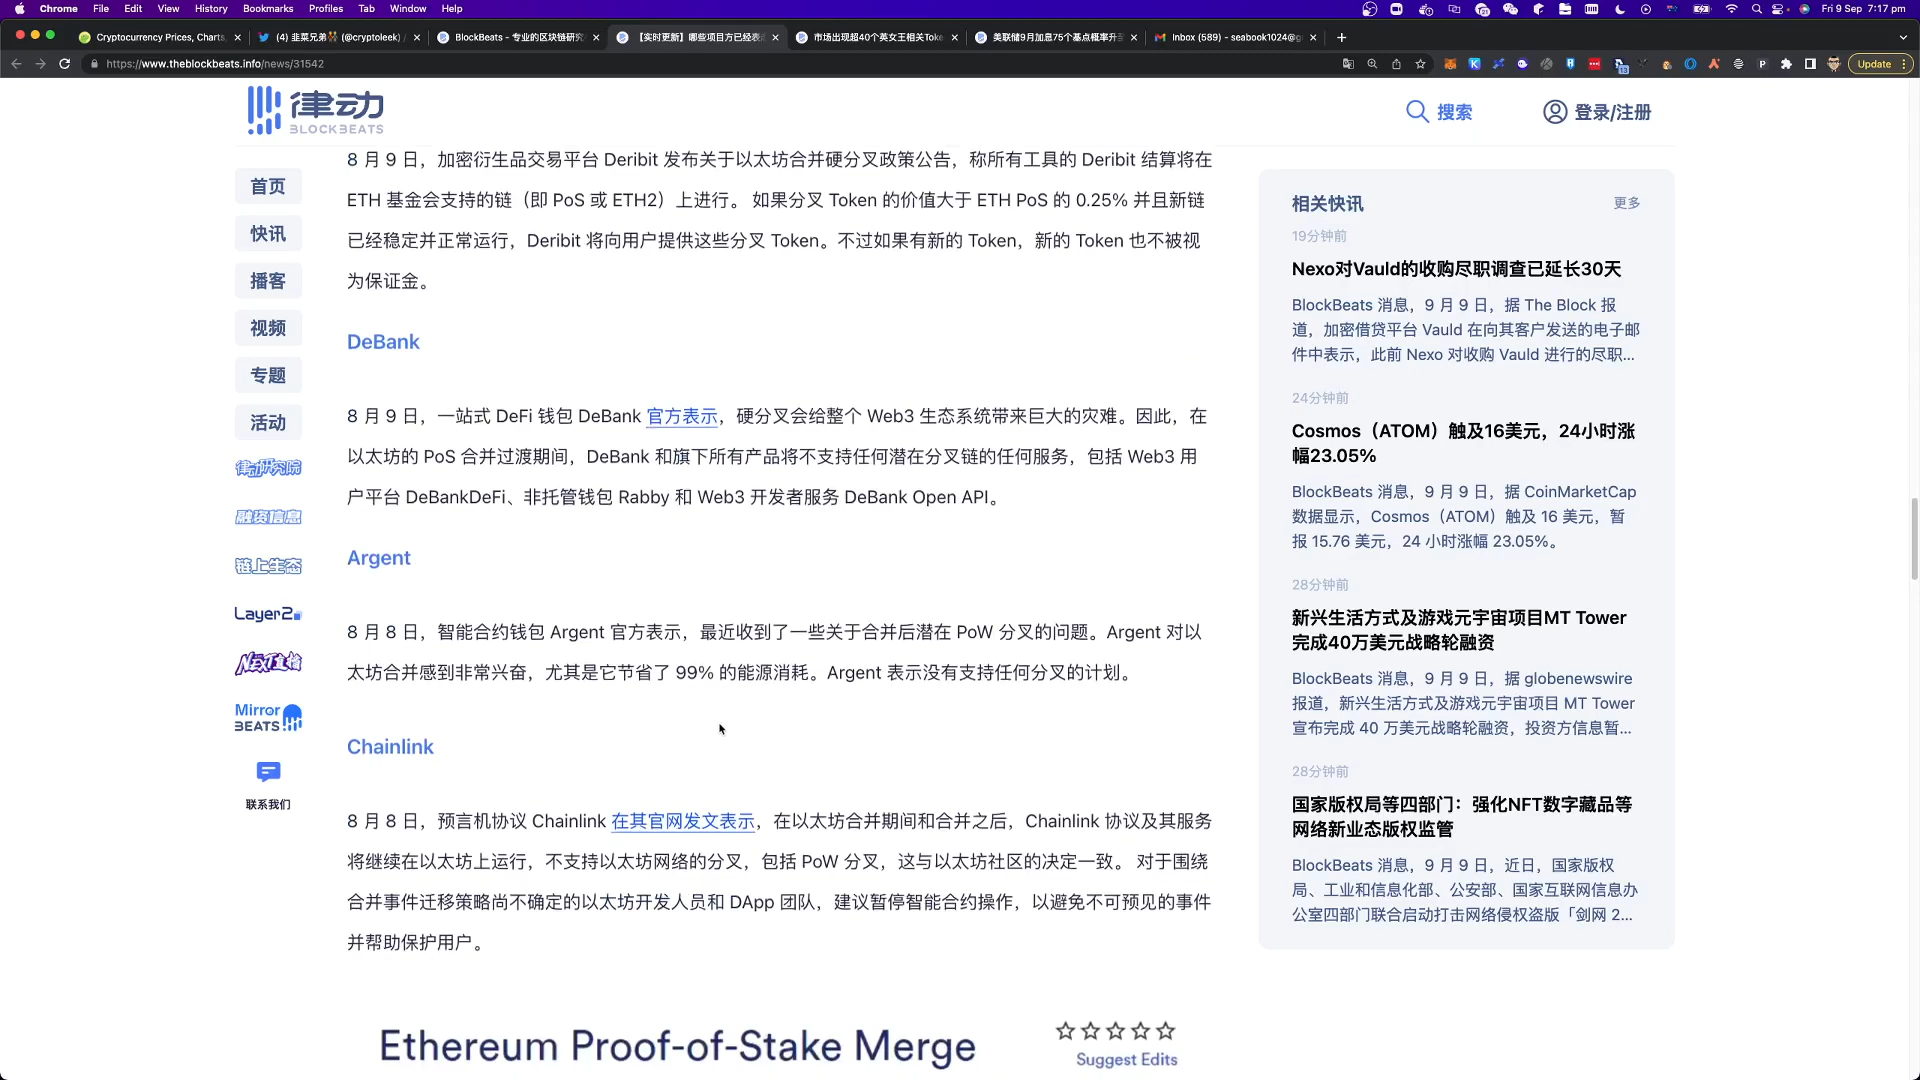 Chrome File Edit View History Bookmarks Profiles Tab Window Help Fri 9 Sep 7:17 pm
Cryptocurrency Prices, Charts (4) 韭菜兄弟 (@cryptoleek) / BlockBeats - 专业的区块链研究 【实时更新】哪些项目方已经表 市场出现超40个英女王相关Toke 美联储9月加息75个基点概率升 Inbox (589) - seabook1024@g
https://www.theblockbeats.info/news/31542 Update
律动
BLOCKBEATS
搜索
登录/注册
首页
快讯
播客
视频
专题
活动
律动研究院
融资信息
链上生态
Layer2
NEXT直播
Mirror
BEATS
联系我们
8 月 9 日，加密衍生品交易平台 Deribit 发布关于以太坊合并硬分叉政策公告，称所有工具的 Deribit 结算将在
ETH 基金会支持的链（即 PoS 或 ETH2）上进行。 如果分叉 Token 的价值大于 ETH PoS 的 0.25% 并且新链
已经稳定并正常运行，Deribit 将向用户提供这些分叉 Token。不过如果有新的 Token，新的 Token 也不被视
为保证金。
DeBank
8 月 9 日，一站式 DeFi 钱包 DeBank 官方表示，硬分叉会给整个 Web3 生态系统带来巨大的灾难。因此，在
以太坊的 PoS 合并过渡期间，DeBank 和旗下所有产品将不支持任何潜在分叉链的任何服务，包括 Web3 用
户平台 DeBankDeFi、非托管钱包 Rabby 和 Web3 开发者服务 DeBank Open API。
Argent
8 月 8 日，智能合约钱包 Argent 官方表示，最近收到了一些关于合并后潜在 PoW 分叉的问题。Argent 对以
太坊合并感到非常兴奋，尤其是它节省了 99% 的能源消耗。Argent 表示没有支持任何分叉的计划。
Chainlink
8 月 8 日，预言机协议 Chainlink 在其官网发文表示，在以太坊合并期间和合并之后，Chainlink 协议及其服务
将继续在以太坊上运行，不支持以太坊网络的分叉，包括 PoW 分叉，这与以太坊社区的决定一致。 对于围绕
合并事件迁移策略尚不确定的以太坊开发人员和 DApp 团队，建议暂停智能合约操作，以避免不可预见的事件
并帮助保护用户。
Ethereum Proof-of-Stake Merge
Suggest Edits
相关快讯 更多
19分钟前
Nexo对Vauld的收购尽职调查已延长30天
BlockBeats 消息，9 月 9 日，据 The Block 报
道，加密借贷平台 Vauld 在向其客户发送的电子邮
件中表示，此前 Nexo 对收购 Vauld 进行的尽职...
24分钟前
Cosmos（ATOM）触及16美元，24小时涨
幅23.05%
BlockBeats 消息，9 月 9 日，据 CoinMarketCap
数据显示，Cosmos（ATOM）触及 16 美元，暂
报 15.76 美元，24 小时涨幅 23.05%。
28分钟前
新兴生活方式及游戏元宇宙项目MT Tower
完成40万美元战略轮融资
BlockBeats 消息，9 月 9 日，据 globenewswire
报道，新兴生活方式及游戏元宇宙项目 MT Tower
宣布完成 40 万美元战略轮融资，投资方信息暂...
28分钟前
国家版权局等四部门：强化NFT数字藏品等
网络新业态版权监管
BlockBeats 消息，9 月 9 日，近日，国家版权
局、工业和信息化部、公安部、国家互联网信息办
公室四部门联合启动打击网络侵权盗版「剑网 2...